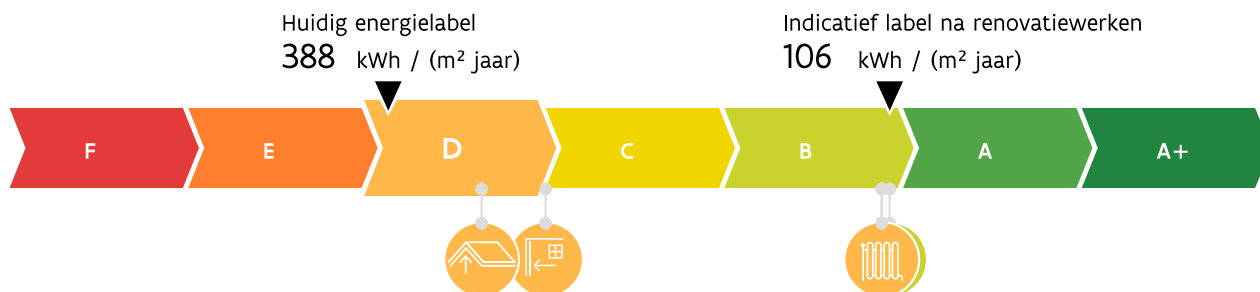 Huidig energielabel
388 kWh / (m² jaar)
Indicatief label na renovatiewerken
106 kWh / (m² jaar)
F E D C B A A+